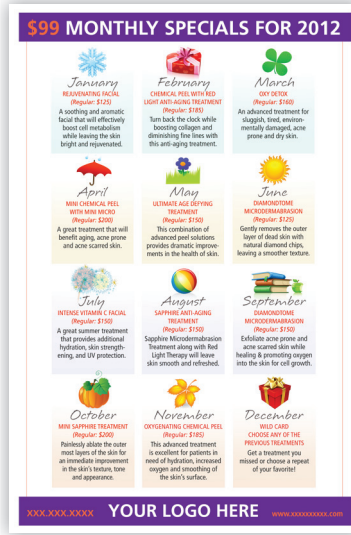 $99 MONTHLY SPECIALS FOR 2012
January
REJUVENATING FACIAL
(Regular: $125)
A soothing and aromatic
facial that will effectively
boost cell metabolism
while leaving the skin
bright and rejuvenated.
February
CHEMICAL PEEL WITH RED
LIGHT ANTI-AGING TREATMENT
(Regular: $185)
Turn back the clock while
boosting collagen and
diminishing fine lines with
this anti-aging treatment.
March
OXY DETOX
(Regular: $160)
An advanced treatment for
sluggish, tired, environ-
mentally damaged, acne
prone and dry skin.
April
MINI CHEMICAL PEEL
WITH MINI MICRO
(Regular: $200)
A great treatment that will
benefit aging, acne prone
and acne scarred skin.
May
ULTIMATE AGE DEFYING
TREATMENT
(Regular: $150)
This combination of
advanced peel solutions
provides dramatic improve-
ments in the health of skin.
June
DIAMONDTOME
MICRODERMABRASION
(Regular: $125)
Gently removes the outer
layer of dead skin with
natural diamond chips,
leaving a smoother texture.
July
INTENSE VITAMIN C FACIAL
(Regular: $150)
A great summer treatment
that provides additional
hydration, skin strength-
ening, and UV protection.
August
SAPPHIRE ANTI-AGING
TREATMENT
(Regular: $150)
Sapphire Microdermabrasion
Treatment along with Red
Light Therapy will leave
skin smooth and refreshed.
September
DIAMONDTOME
MICRODERMABRASION
(Regular: $150)
Exfoliate acne prone and
acne scarred skin while
healing & promoting oxygen
into the skin for cell growth.
October
MINI SAPPHIRE TREATMENT
(Regular: $200)
Painlessly ablate the outer
most layers of the skin for
an immediate improvement
in the skin's texture, tone
and appearance.
November
OXYGENATING CHEMICAL PEEL
(Regular: $185)
This advanced treatment
is excellent for patients in
need of hydration, increased
oxygen and smoothing of
the skin's surface.
December
WILD CARD
CHOOSE ANY OF THE
PREVIOUS TREATMENTS
Get a treatment you
missed or choose a repeat
of your favorite!
XXX.XXX.XXXX YOUR LOGO HERE www.xxxxxxxxxx.com